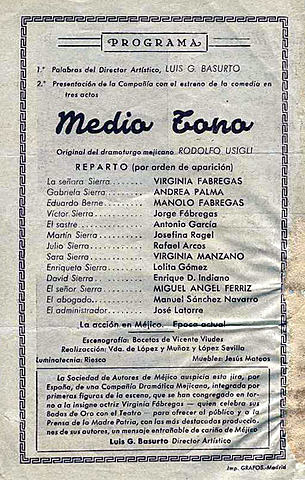 PROGRAMA
1.º Palabras del Director Artístico, LUIS G. BASURTO
2.º Presentación de la Compañía con el estreno de la comedia en
tres actos
Medio Tono
Original del dramaturgo mejicano RODOLFO USIGLI
REPARTO (por orden de aparición)
La señora Sierra........ VIRGINIA FABREGAS
Gabriela Sierra........ ANDREA PALMA
Eduardo Berne........ MANOLO FABREGAS
Víctor Sierra........ Jorge Fábregas
El sastre........ Antonio García
Martín Sierra........ Josefina Ragel
Julio Sierra........ Rafael Arcos
Sara Sierra........ VIRGINIA MANZANO
Enriqueta Sierra........ Lolita Gómez
David Sierra........ Enrique D. Indiano
El señor Sierra........ MIGUEL ANGEL FERRIZ
El abogado........ Manuel Sánchez Navarro
El administrador........ José Latorre
La acción en Méjico. Epoca actual
Escenografía: Bocetos de Vicente Viudes
Realización: Vda. de López y Muñoz y López Sevilla
Luminotecnia: Riesca Muebles: Jesús Mateos
La Sociedad de Autores de Méjico auspicia esta jira, por
España, de una Compañía Dramática Mejicana, integrada por
primeras figuras de la escena, que se han congregado en torno
a la insigne actriz Virginia Fábregas — quien celebra sus
Bodas de Oro con el Teatro — para ofrecer al público y a la
Prensa de la Madre Patria, con las más destacadas produccio-
nes de sus autores, un mensaje entrañable de cariño de Méjico
Luis G. Basurto Director Artístico
Imp. GRAFOS.-Madrid